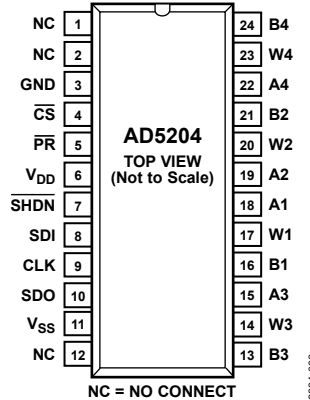 NC 1
NC 2
GND 3
CS 4
PR 5
VDD 6
SHDN 7
SDI 8
CLK 9
SDO 10
VSS 11
NC 12
AD5204
TOP VIEW
(Not to Scale)
24 B4
23 W4
22 A4
21 B2
20 W2
19 A2
18 A1
17 W1
16 B1
15 A3
14 W3
13 B3
NC = NO CONNECT